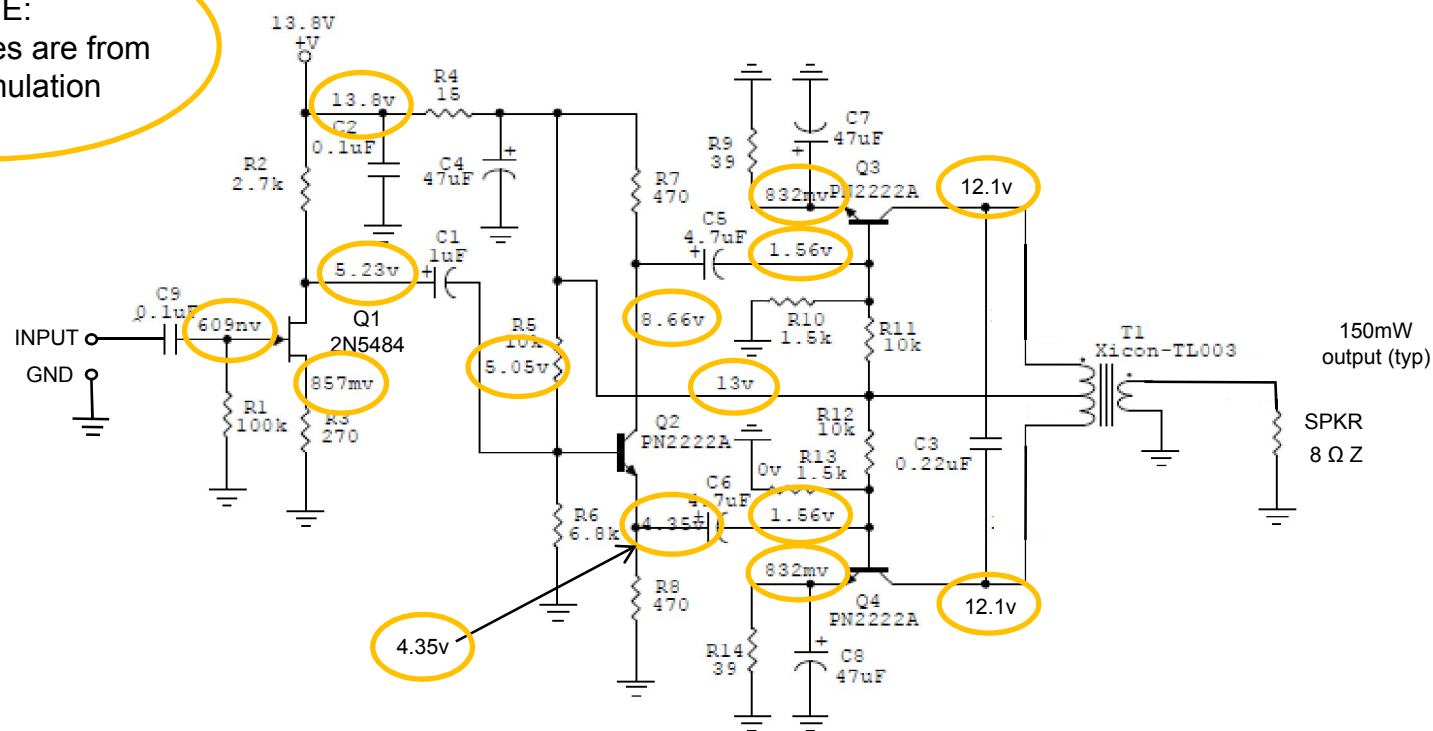 E:
es are from
nulation
13.8V
+V
13.8v
R4
15
C2
0.1uF
R2
2.7k
C4
47uF
+
R7
470
R9
39
C7
47uF
+
Q3
PN2222A
832mv
12.1v
C5
4.7uF
+
1.56v
C1
1uF
+
5.23v
C9
0.1uF
609nv
Q1
2N5484
INPUT
GND
857mv
R1
100k
R3
270
R5
10k
5.05v
8.66v
R10
1.5k
R11
10k
13v
T1
Xicon-TL003
150mW
output (typ)
SPKR
8 Ω Z
Q2
PN2222A
R12
10k
R13
1.5k
0v
C3
0.22uF
C6
4.7uF
+
4.35v
1.56v
R6
6.8k
R8
470
832mv
Q4
PN2222A
12.1v
4.35v
R14
39
C8
47uF
+